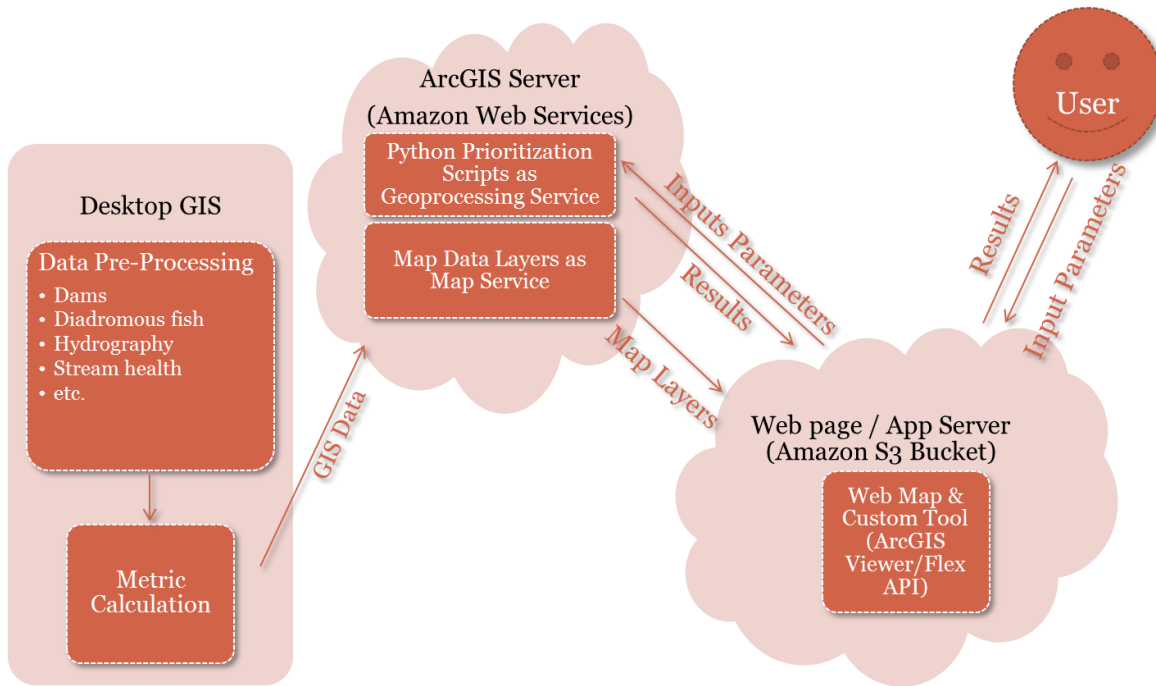 Desktop GIS
Data Pre-Processing
• Dams
• Diadromous fish
• Hydrography
• Stream health
• etc.
Metric
Calculation
GIS Data
ArcGIS Server
(Amazon Web Services)
Python Prioritization
Scripts as
Geoprocessing Service
Map Data Layers as
Map Service
Inputs Parameters
Results
Map Layers
User
Results
Input Parameters
Web page / App Server
(Amazon S3 Bucket)
Web Map &
Custom Tool
(ArcGIS
Viewer/Flex
API)